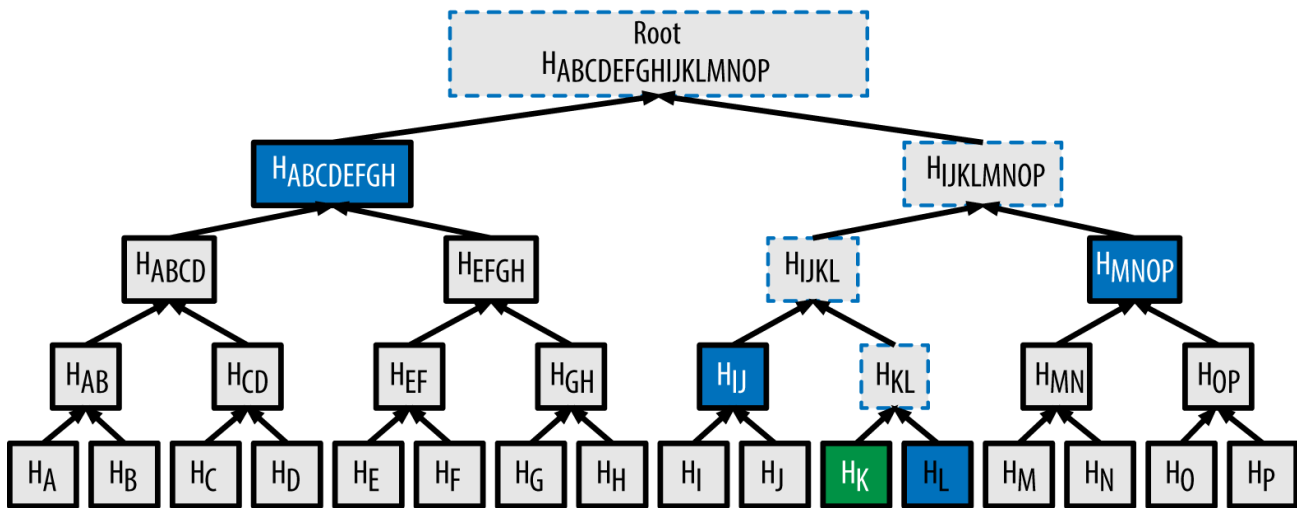 Root
HABCDEFGHIJKLMNOP
HABCDEFGH
HIJKLMNOP
HABCD
HEFGH
HIJKL
HMNOP
HAB
HCD
HEF
HGH
HIJ
HKL
HMN
HOP
HA
HB
HC
HD
HE
HF
HG
HH
HI
HJ
HK
HL
HM
HN
HO
HP